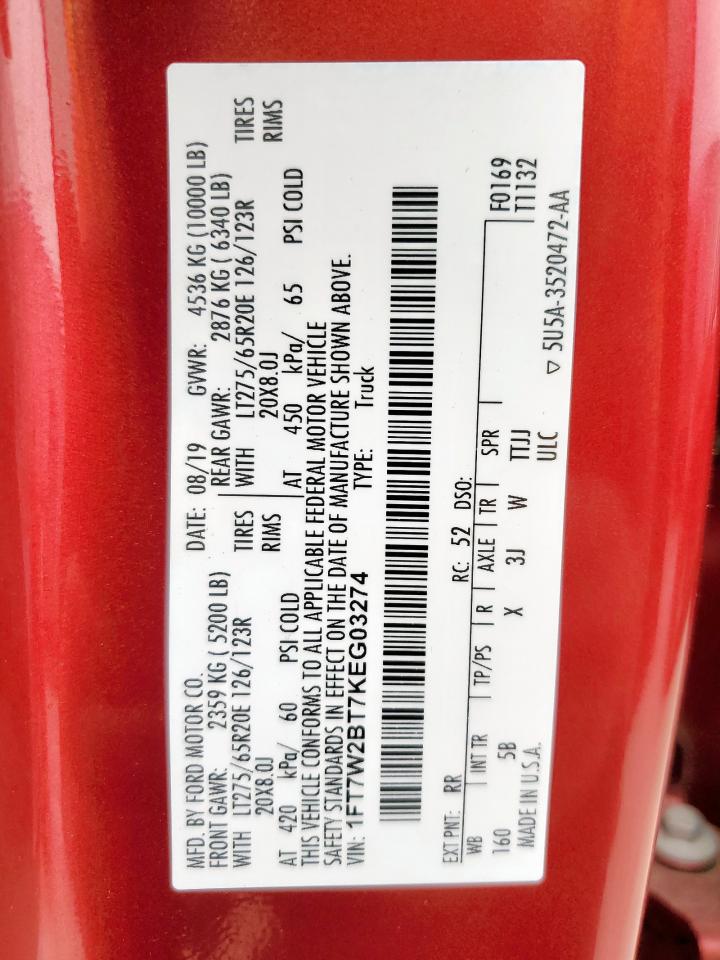 MFD. BY FORD MOTOR CO. DATE: 08/19 GVWR: 4536 KG (10000 LB)
FRONT GAWR: 2359 KG ( 5200 LB) REAR GAWR: 2876 KG ( 6340 LB)
WITH LT275/65R20E 126/123R TIRES WITH LT275/65R20E 126/123R TIRES
20X8.0J RIMS 20X8.0J RIMS
AT 420 kPa/ 60 PSI COLD AT 450 kPa/ 65 PSI COLD
THIS VEHICLE CONFORMS TO ALL APPLICABLE FEDERAL MOTOR VEHICLE
SAFETY STANDARDS IN EFFECT ON THE DATE OF MANUFACTURE SHOWN ABOVE.
VIN: 1FT7W2BT7KEG03274 TYPE: Truck
EXT PNT: RR RC: 52 DSO:
WB INT TR TP/PS R AXLE TR SPR F0169
160 5B X 3J W TTJJ T1132
MADE IN U.S.A. ULC ▽ 5U5A-3520472-AA